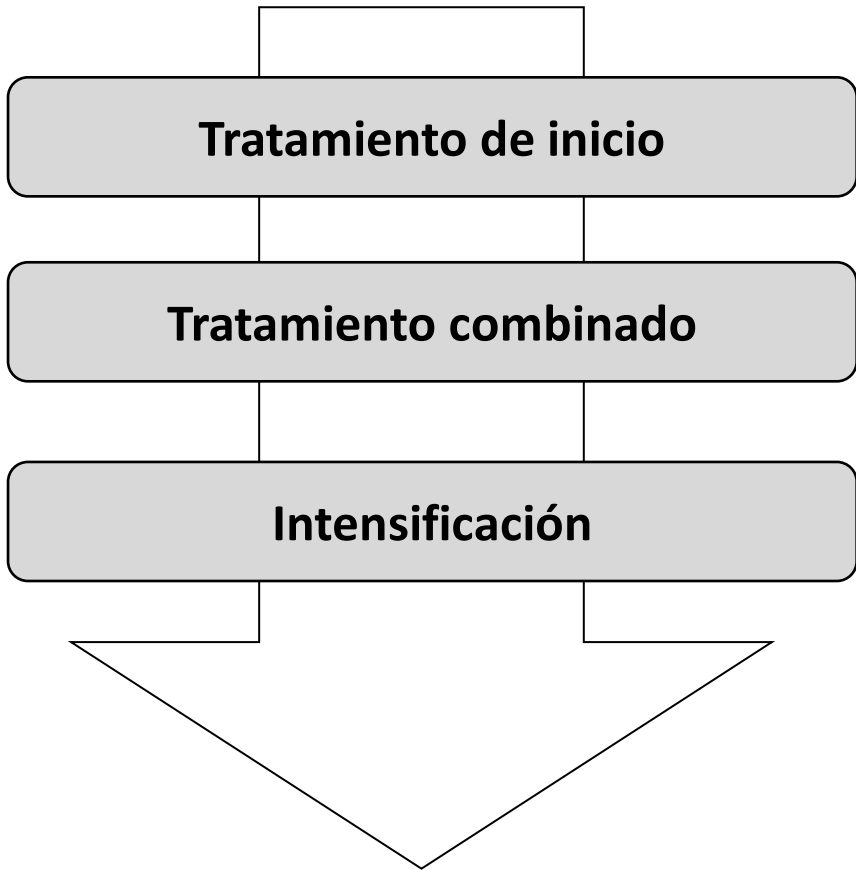 Tratamiento de inicio
Tratamiento combinado
Intensificación